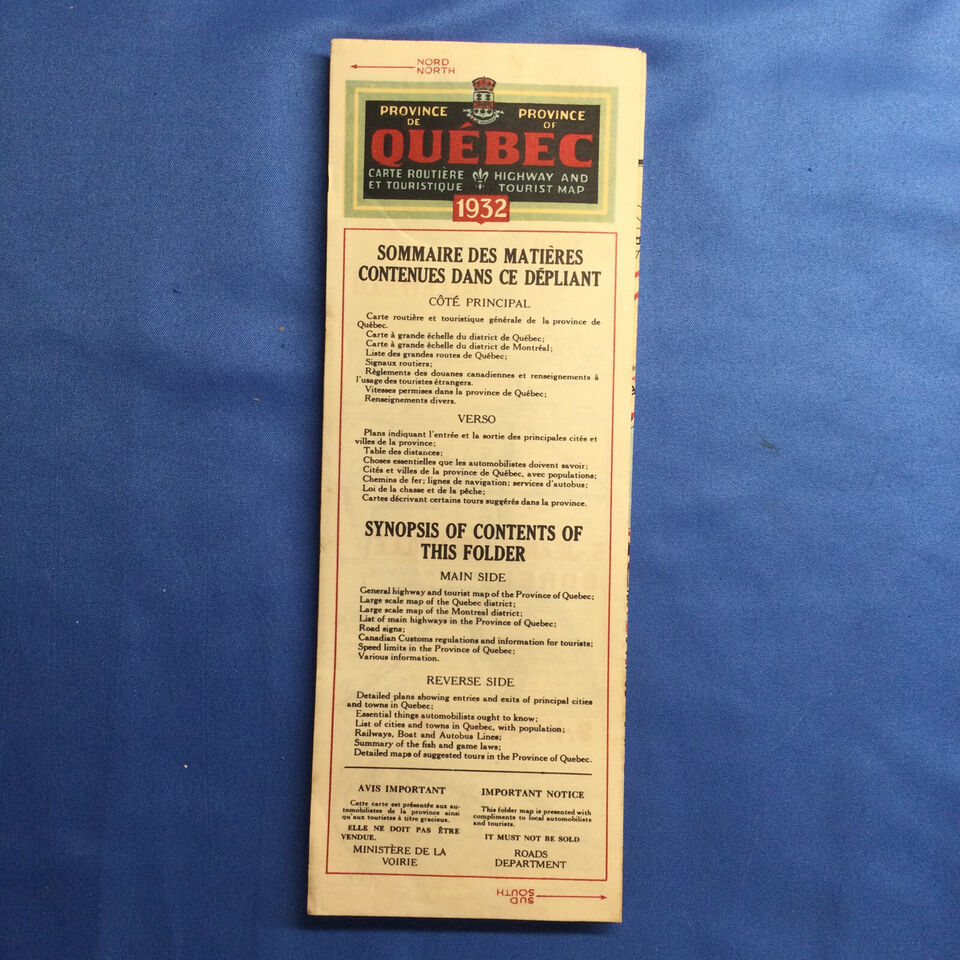 NORD
NORTH
PROVINCE DE
PROVINCE OF
QUÉBEC
CARTE ROUTIÈRE ET TOURISTIQUE
HIGHWAY AND TOURIST MAP
1932
SOMMAIRE DES MATIÈRES
CONTENUES DANS CE DÉPLIANT
CÔTÉ PRINCIPAL
Carte routière et touristique générale de la province de
Québec.
Carte à grande échelle du district de Québec;
Carte à grande échelle du district de Montréal;
Liste des grandes routes de Québec;
Signaux routiers;
Règlements des douanes canadiennes et renseignements à
l'usage des touristes étrangers.
Vitesses permises dans la province de Québec;
Renseignements divers.
VERSO
Plans indiquant l'entrée et la sortie des principales cités et
villes de la province;
Table des distances;
Choses essentielles que les automobilistes doivent savoir;
Cités et villes de la province de Québec, avec populations;
Chemins de fer; lignes de navigation; services d'autobus;
Loi de la chasse et de la pêche;
Cartes décrivant certains tours suggérés dans la province.
SYNOPSIS OF CONTENTS OF
THIS FOLDER
MAIN SIDE
General highway and tourist map of the Province of Quebec;
Large scale map of the Quebec district;
Large scale map of the Montreal district;
List of main highways in the Province of Quebec;
Road signs;
Canadian Customs regulations and information for tourists;
Speed limits in the Province of Quebec;
Various information.
REVERSE SIDE
Detailed plans showing entries and exits of principal cities
and towns in Quebec;
Essential things automobilists ought to know;
List of cities and towns in Quebec, with population;
Railways, Boat and Autobus Lines;
Summary of the fish and game laws;
Detailed maps of suggested tours in the Province of Quebec.
AVIS IMPORTANT
Cette carte est présentée aux au-
tomobilistes de la province ainsi
qu'aux touristes à titre gracieux.
ELLE NE DOIT PAS ÊTRE
VENDUE.
MINISTÈRE DE LA
VOIRIE
IMPORTANT NOTICE
This folder map is presented with
compliments to local automobilists
and tourists.
IT MUST NOT BE SOLD
ROADS
DEPARTMENT
SUD
SOUTH